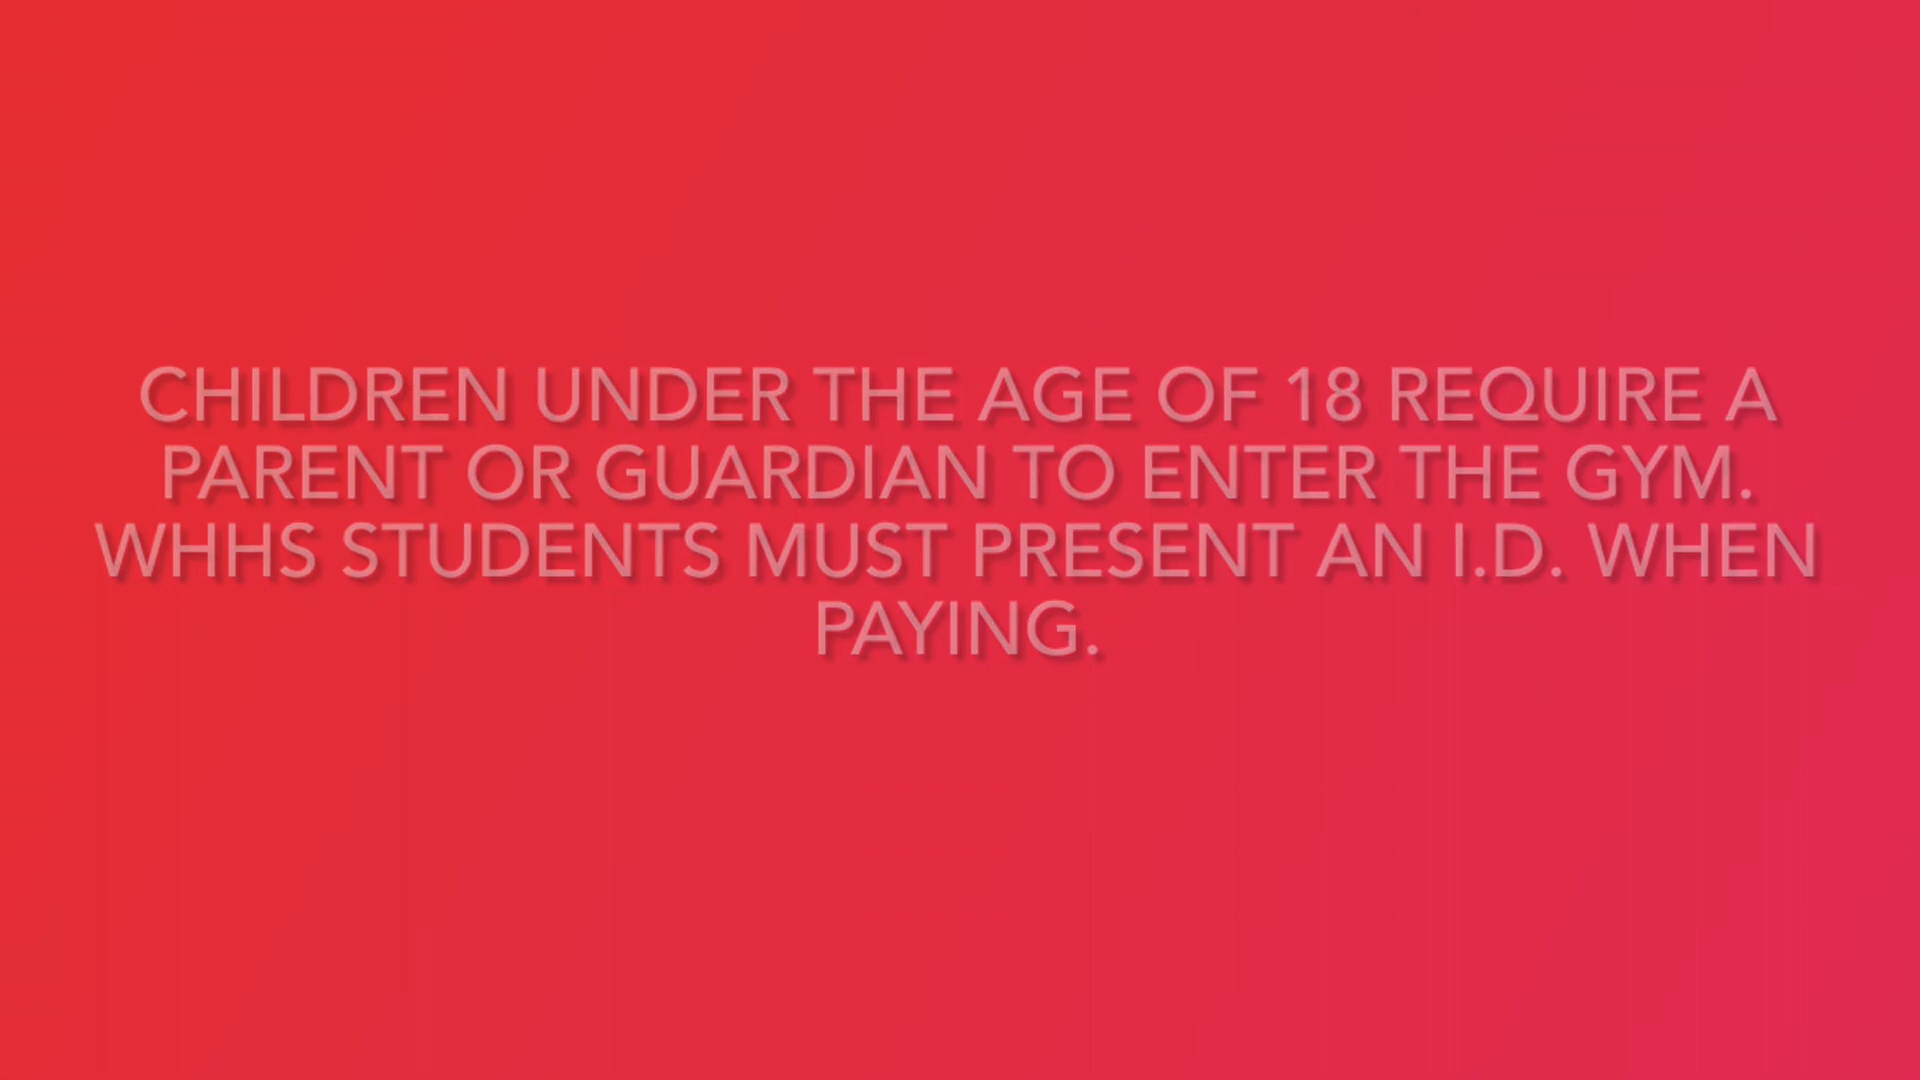 CHILDREN UNDER THE AGE OF 18 REQUIRE A
PARENT OR GUARDIAN TO ENTER THE GYM.
WHHS STUDENTS MUST PRESENT AN I.D. WHEN
PAYING.